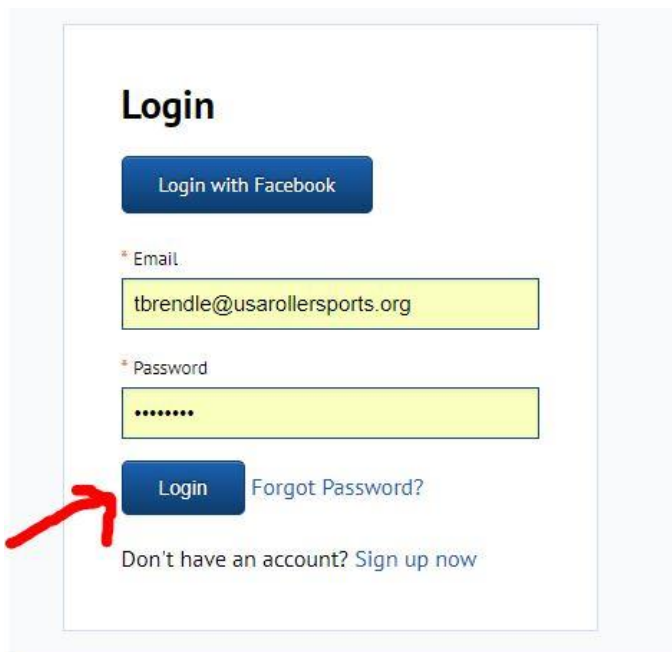 Login
Login with Facebook
* Email
tbrendle@usarollersports.org
* Password
••••••••
Login Forgot Password?
Don't have an account? Sign up now